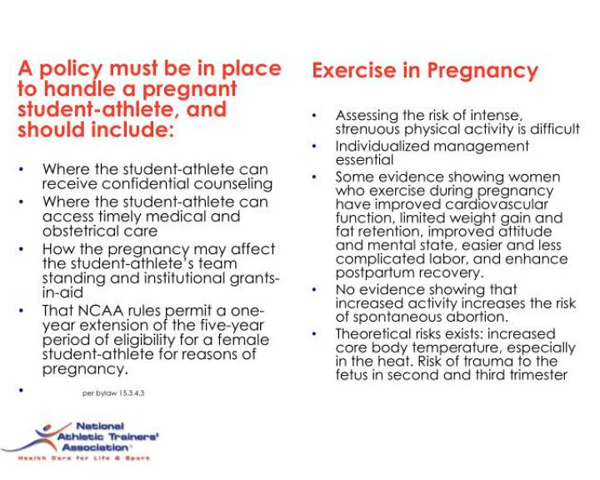 A policy must be in place
to handle a pregnant
student-athlete, and
should include:
• Where the student-athlete can
receive confidential counseling
• Where the student-athlete can
access timely medical and
obstetrical care
• How the pregnancy may affect
the student-athlete's team
standing and institutional grants-
in-aid
• That NCAA rules permit a one-
year extension of the five-year
period of eligibility for a female
student-athlete for reasons of
pregnancy.
• per bylaw 15.3.4.3
National
Athletic Trainers'
Association
Health Care for Life & Sport
Exercise in Pregnancy
• Assessing the risk of intense,
strenuous physical activity is difficult
• Individualized management
essential
• Some evidence showing women
who exercise during pregnancy
have improved cardiovascular
function, limited weight gain and
fat retention, improved attitude
and mental state, easier and less
complicated labor, and enhance
postpartum recovery.
• No evidence showing that
increased activity increases the risk
of spontaneous abortion.
• Theoretical risks exists: increased
core body temperature, especially
in the heat. Risk of trauma to the
fetus in second and third trimester